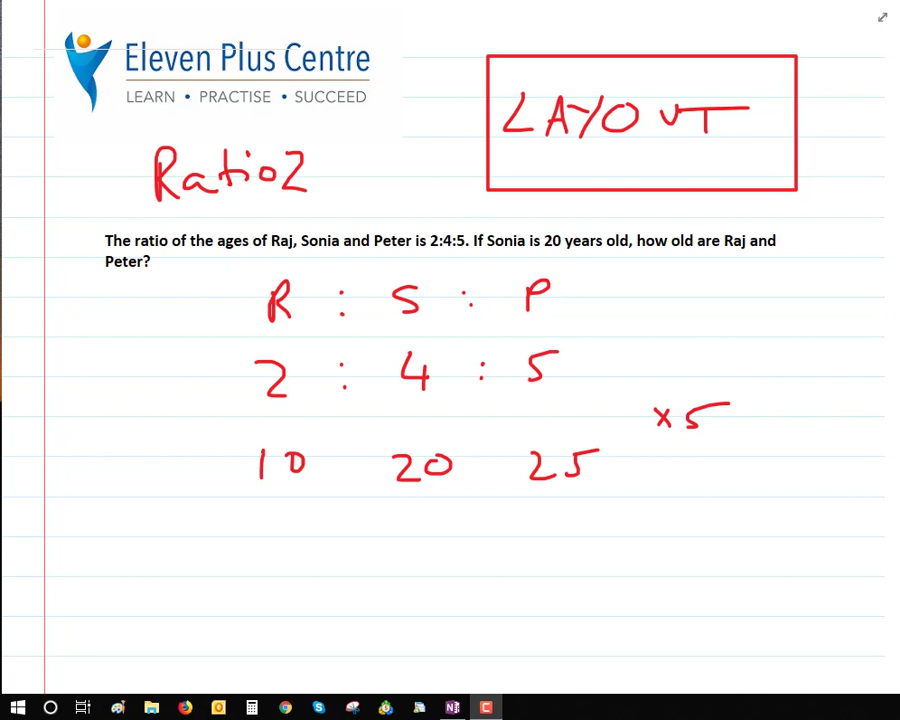 Eleven Plus Centre
LEARN • PRACTISE • SUCCEED
LAYOUT
Ratio2
The ratio of the ages of Raj, Sonia and Peter is 2:4:5. If Sonia is 20 years old, how old are Raj and
Peter?
R : S : P
2 : 4 : 5
x 5
10 20 25